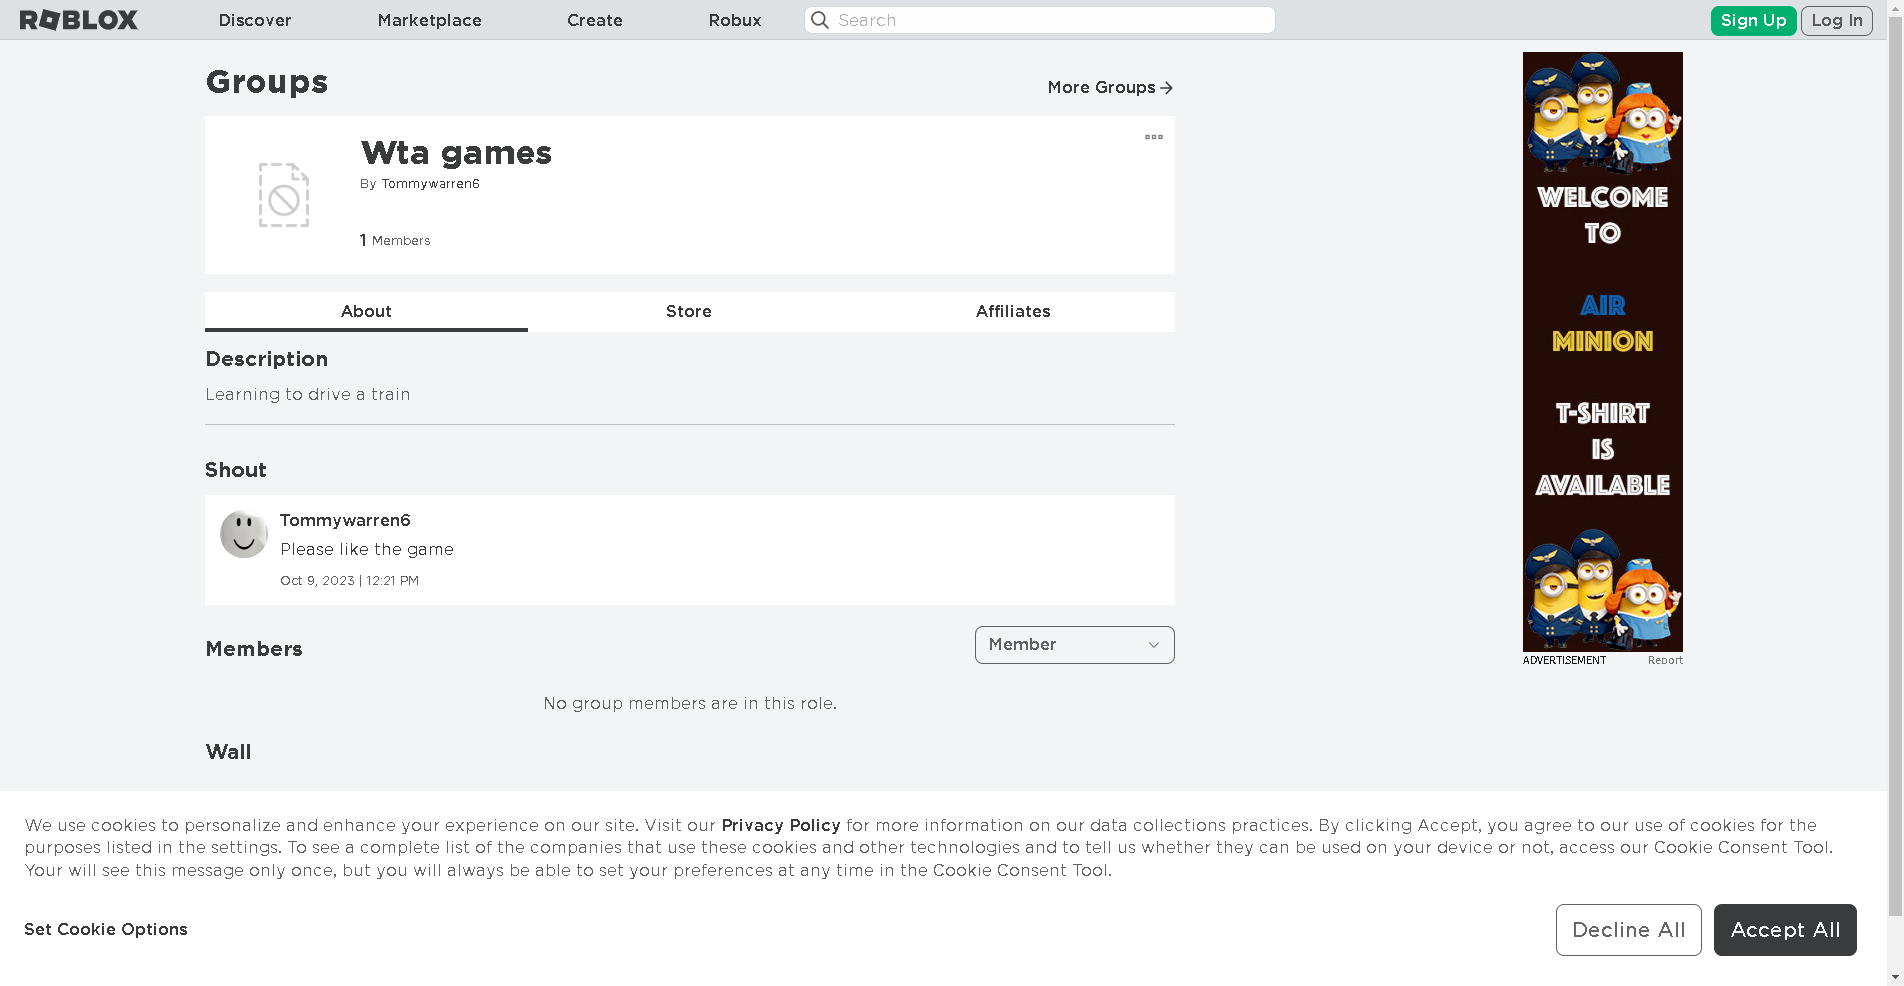 ROBLOX
Discover
Marketplace
Create
Robux
Search
Sign Up
Log In
Groups
More Groups
Wta games
By Tommywarren6
1 Members
About
Store
Affiliates
Description
Learning to drive a train
Shout
Tommywarren6
Please like the game
Oct 9, 2023 | 12:21 PM
Members
Member
No group members are in this role.
Wall
WELCOME
TO
AIR
MINION
T-SHIRT
IS
AVAILABLE
ADVERTISEMENT
Report
We use cookies to personalize and enhance your experience on our site. Visit our Privacy Policy for more information on our data collections practices. By clicking Accept, you agree to our use of cookies for the
purposes listed in the settings. To see a complete list of the companies that use these cookies and other technologies and to tell us whether they can be used on your device or not, access our Cookie Consent Tool.
Your will see this message only once, but you will always be able to set your preferences at any time in the Cookie Consent Tool.
Set Cookie Options
Decline All
Accept All